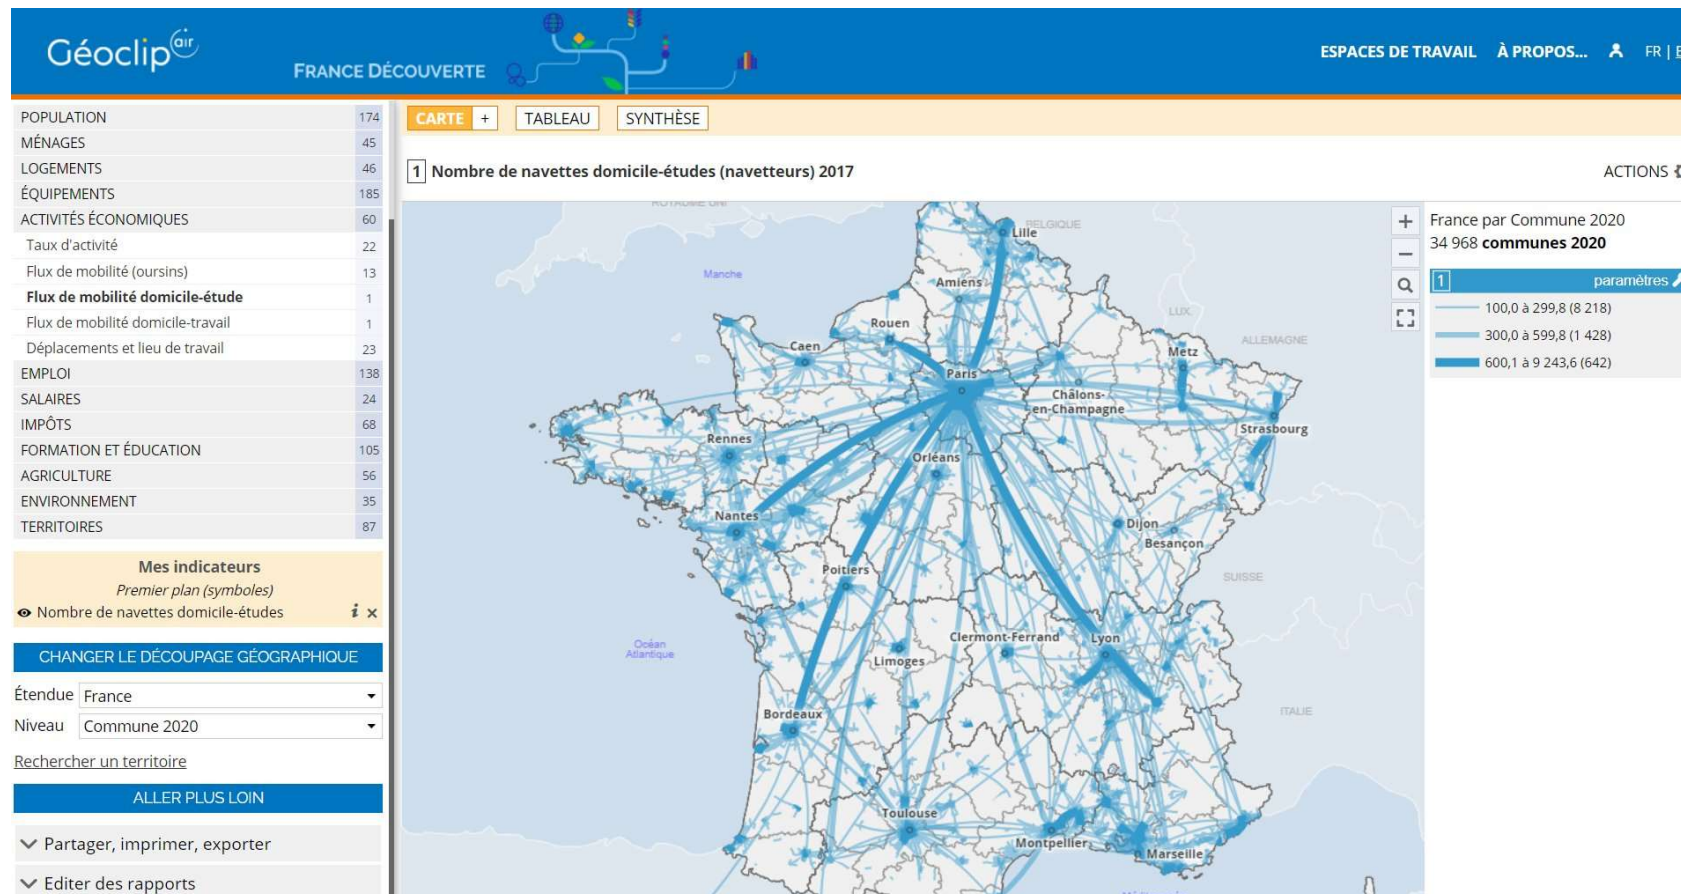 Géoclip air
FRANCE DÉCOUVERTE
ESPACES DE TRAVAIL À PROPOS... FR |
POPULATION 174
MÉNAGES 45
LOGEMENTS 46
ÉQUIPEMENTS 185
ACTIVITÉS ÉCONOMIQUES 60
Taux d'activité 22
Flux de mobilité (oursins) 13
Flux de mobilité domicile-étude 1
Flux de mobilité domicile-travail 1
Déplacements et lieu de travail 23
EMPLOI 138
SALAIRES 24
IMPÔTS 68
FORMATION ET ÉDUCATION 105
AGRICULTURE 56
ENVIRONNEMENT 35
TERRITOIRES 87
Mes indicateurs
Premier plan (symboles)
Nombre de navettes domicile-études i ×
CHANGER LE DÉCOUPAGE GÉOGRAPHIQUE
Étendue France
Niveau Commune 2020
Rechercher un territoire
ALLER PLUS LOIN
Partager, imprimer, exporter
Editer des rapports
CARTE + TABLEAU SYNTHÈSE
1 Nombre de navettes domicile-études (navetteurs) 2017
ACTIONS
ROYAUME-UNI
BELGIQUE
Lille
Manche
Amiens
LUX.
Rouen
ALLEMAGNE
Caen
Metz
Paris
Châlons-
en-Champagne
Strasbourg
Rennes
Orléans
Nantes
Dijon
Besançon
Poitiers
SUISSE
Clermont-Ferrand
Lyon
Océan
Atlantique
Limoges
ITALIE
Bordeaux
Toulouse
Montpellier
Marseille
+
−
France par Commune 2020
34 968 communes 2020
1 paramètres
100,0 à 299,8 (8 218)
300,0 à 599,8 (1 428)
600,1 à 9 243,6 (642)